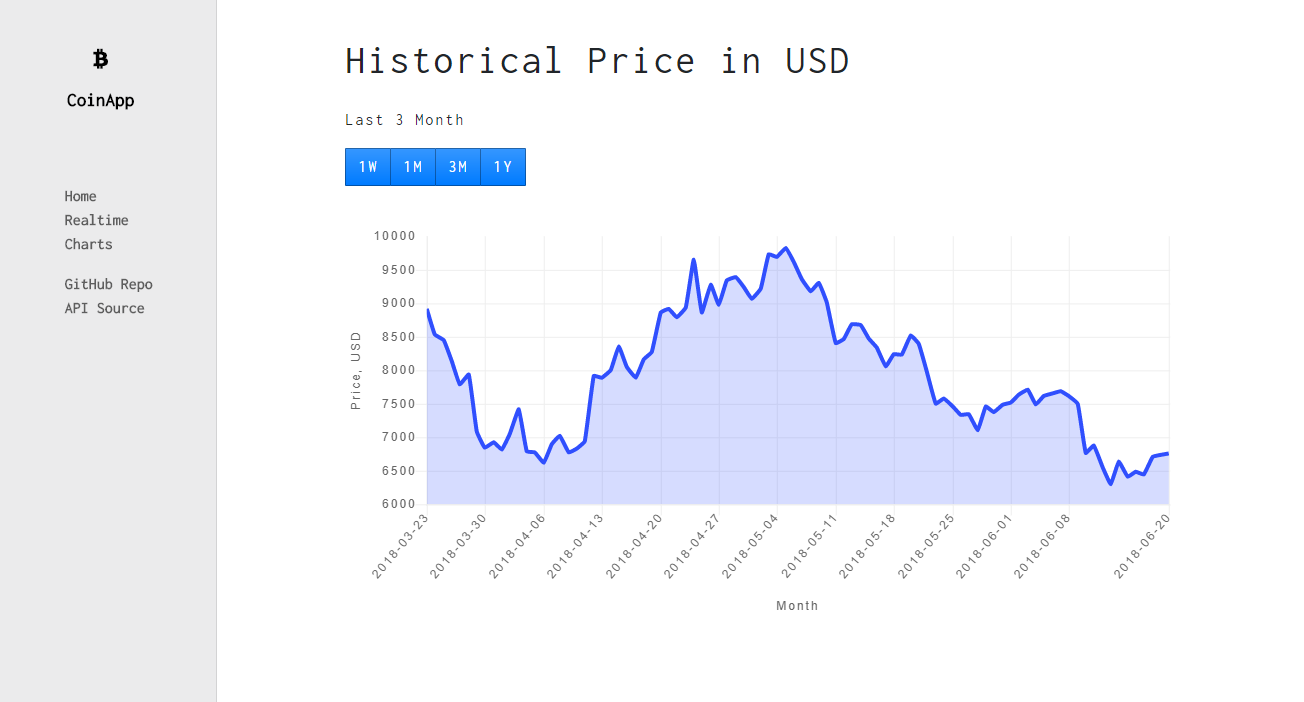 CoinApp
Home
Realtime
Charts
GitHub Repo
API Source
Historical Price in USD
Last 3 Month
1W 1M 3M 1Y
Price, USD
10000
9500
9000
8500
8000
7500
7000
6500
6000
2018-03-23 2018-03-30 2018-04-06 2018-04-13 2018-04-20 2018-04-27 2018-05-04 2018-05-11 2018-05-18 2018-05-25 2018-06-01 2018-06-08 2018-06-20
Month